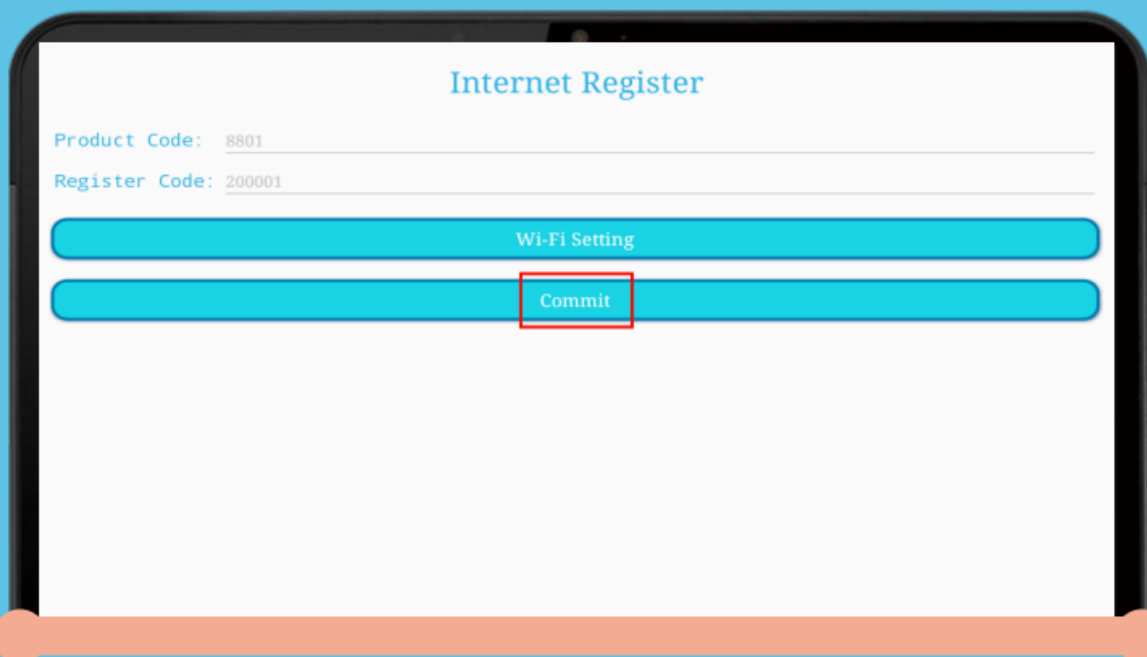 Internet Register
Product Code: 8801
Register Code: 200001
Wi-Fi Setting
Commit